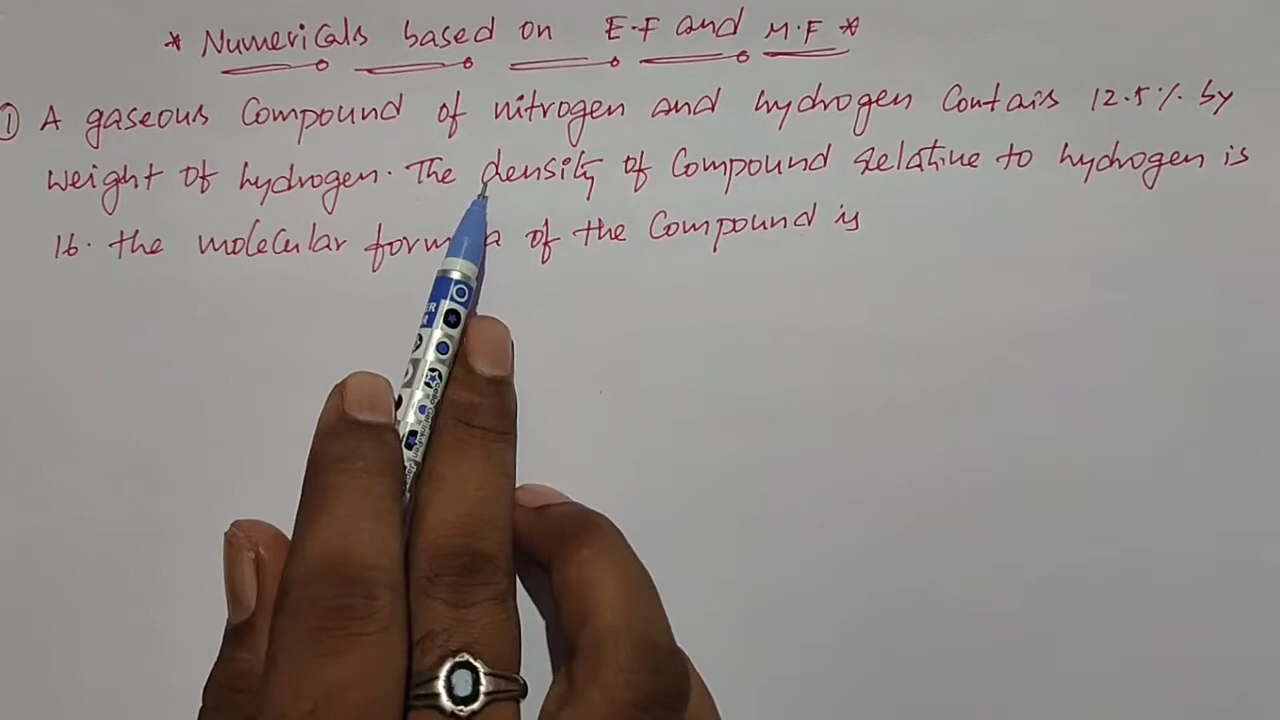 * Numericals based on E.F and M.F *
① A gaseous Compound of nitrogen and hydrogen Contais 12.5% by
weight of hydrogen. The density of Compound relative to hydrogen is
16. the molecular formula of the Compound is